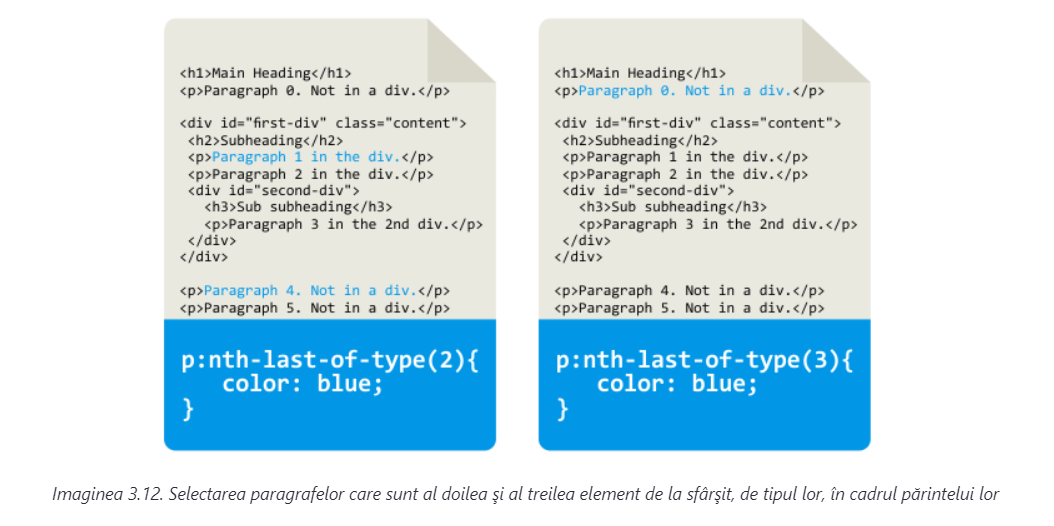 <h1>Main Heading</h1>
<p>Paragraph 0. Not in a div.</p>
<div id="first-div" class="content">
<h2>Subheading</h2>
<p>Paragraph 1 in the div.</p>
<p>Paragraph 2 in the div.</p>
<div id="second-div">
<h3>Sub subheading</h3>
<p>Paragraph 3 in the 2nd div.</p>
</div>
</div>
<p>Paragraph 4. Not in a div.</p>
<p>Paragraph 5. Not in a div.</p>
p:nth-last-of-type(2){
color: blue;
}
<h1>Main Heading</h1>
<p>Paragraph 0. Not in a div.</p>
<div id="first-div" class="content">
<h2>Subheading</h2>
<p>Paragraph 1 in the div.</p>
<p>Paragraph 2 in the div.</p>
<div id="second-div">
<h3>Sub subheading</h3>
<p>Paragraph 3 in the 2nd div.</p>
</div>
</div>
<p>Paragraph 4. Not in a div.</p>
<p>Paragraph 5. Not in a div.</p>
p:nth-last-of-type(3){
color: blue;
}
Imaginea 3.12. Selectarea paragrafelor care sunt al doilea şi al treilea element de la sfârşit, de tipul lor, în cadrul părintelui lor